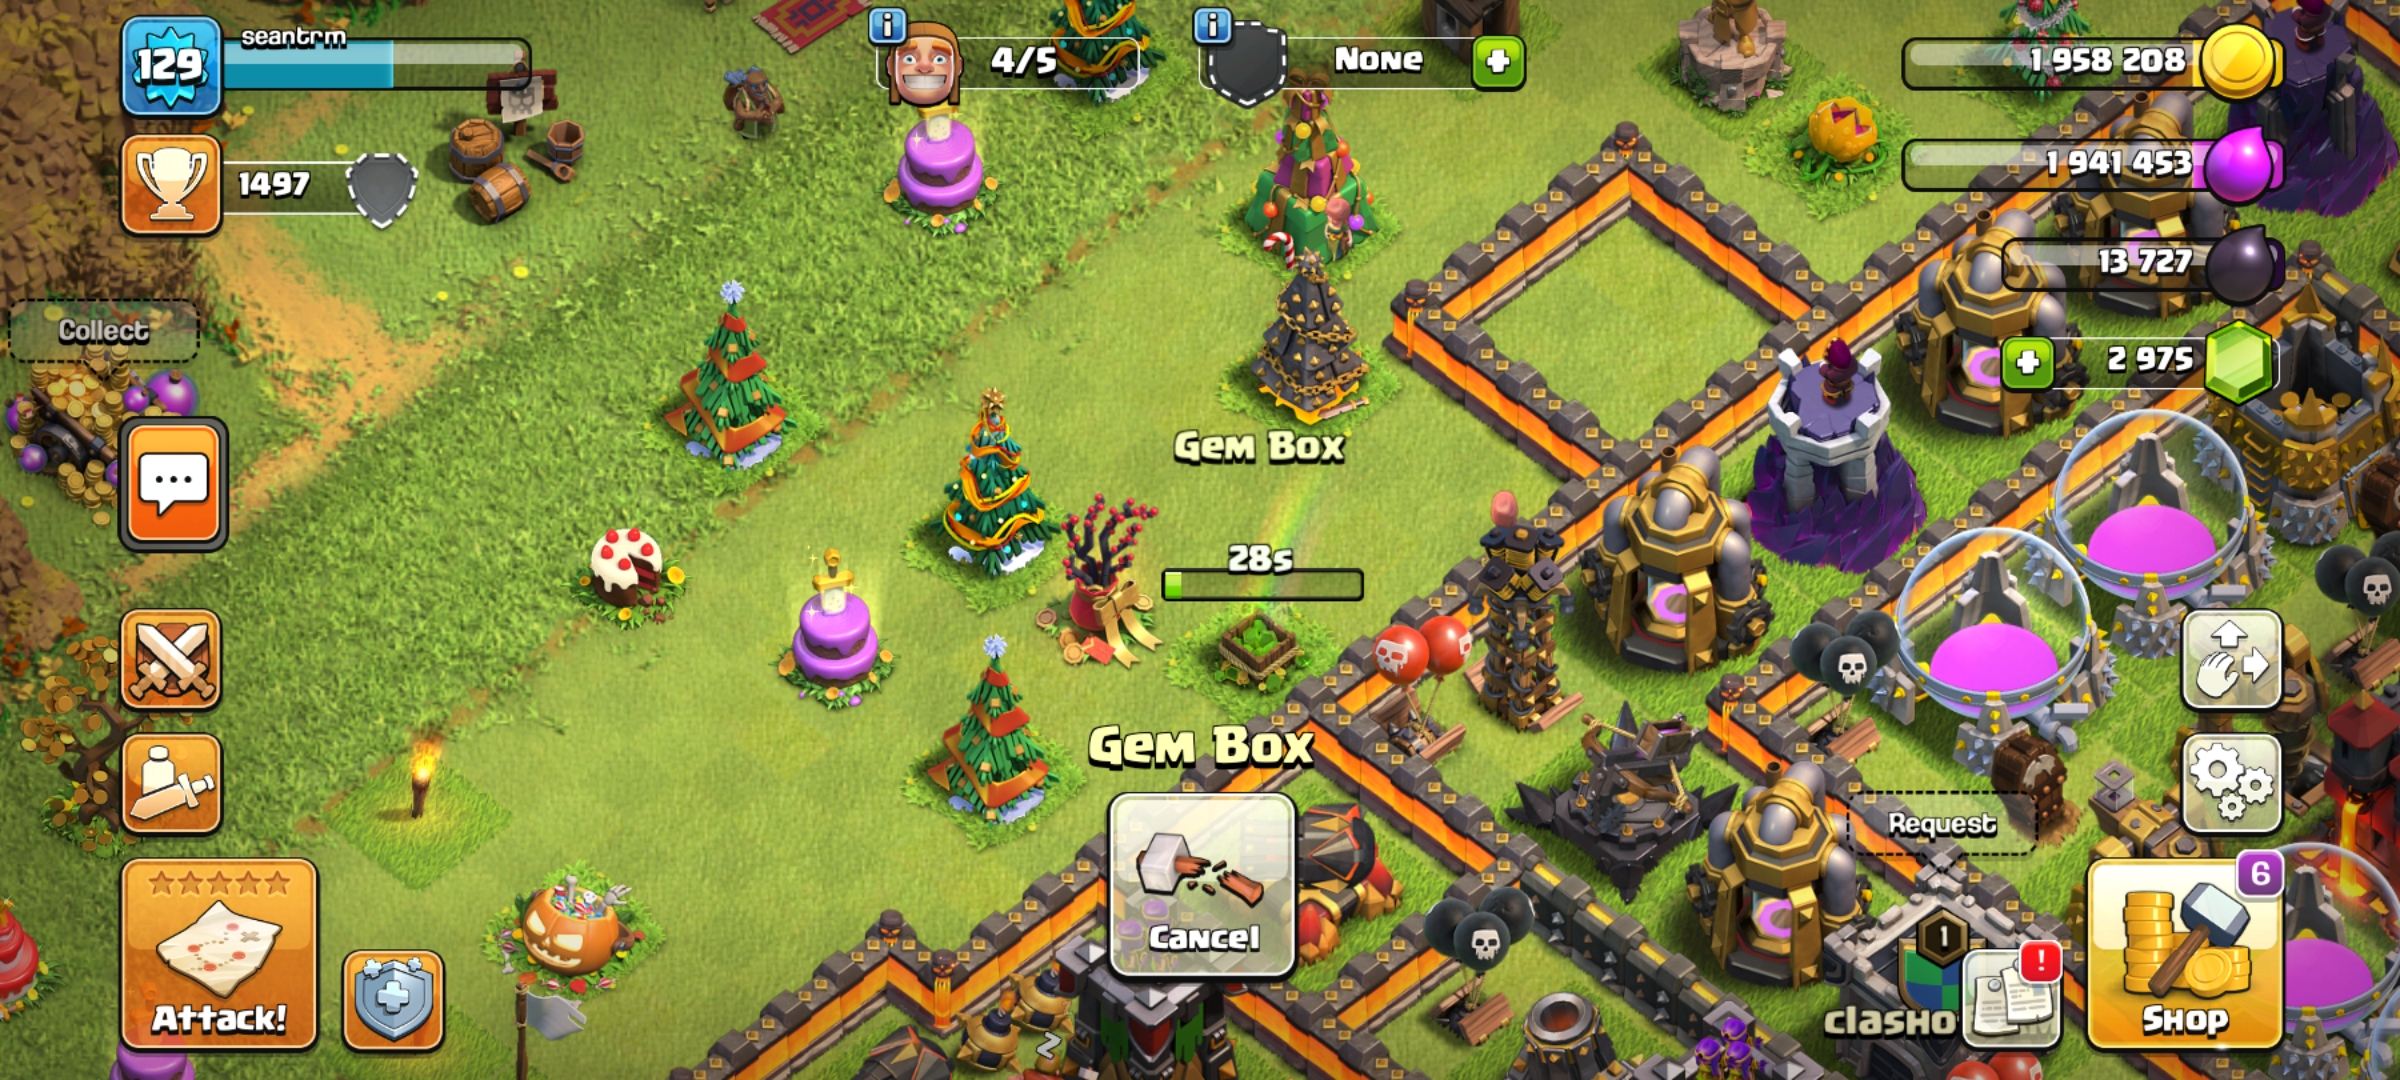 129
seantrm
4/5
None
1 958 208
1497
1 941 453
13 727
Collect
2 975
Gem Box
28s
Gem Box
Cancel
Request
Attack!
1
clasho
!
6
Shop